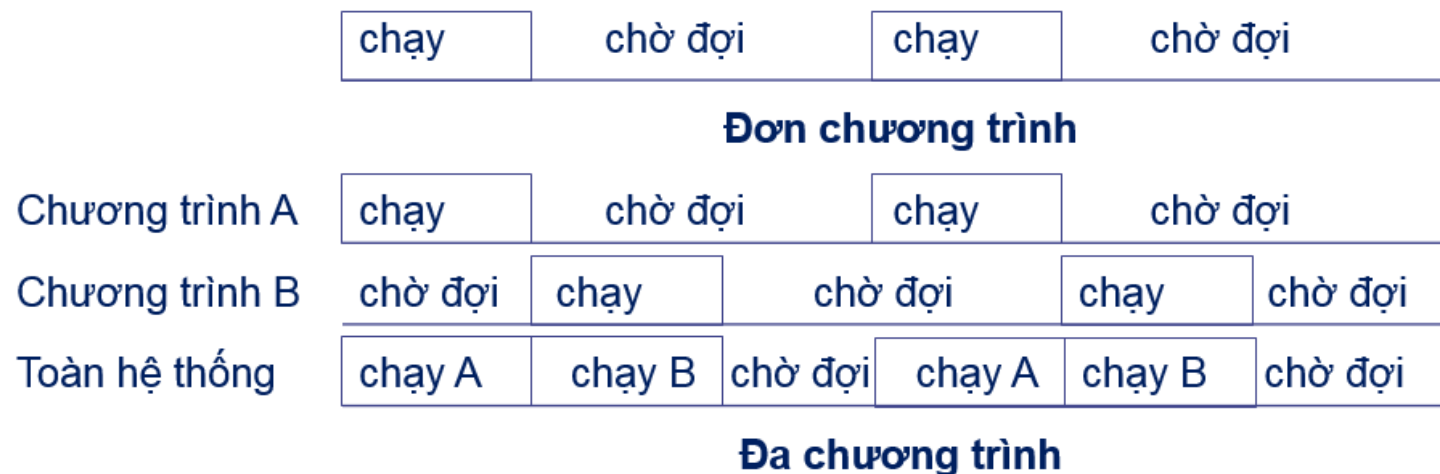 chạy chờ đợi chạy chờ đợi
Đơn chương trình
Chương trình A chạy chờ đợi chạy chờ đợi
Chương trình B chờ đợi chạy chờ đợi chạy chờ đợi
Toàn hệ thống chạy A chạy B chờ đợi chạy A chạy B chờ đợi
Đa chương trình